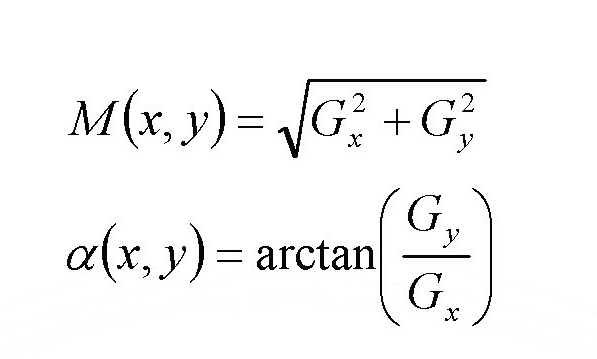 M(x, y) = √(G_x^2 + G_y^2)
α(x, y) = arctan(G_y / G_x)